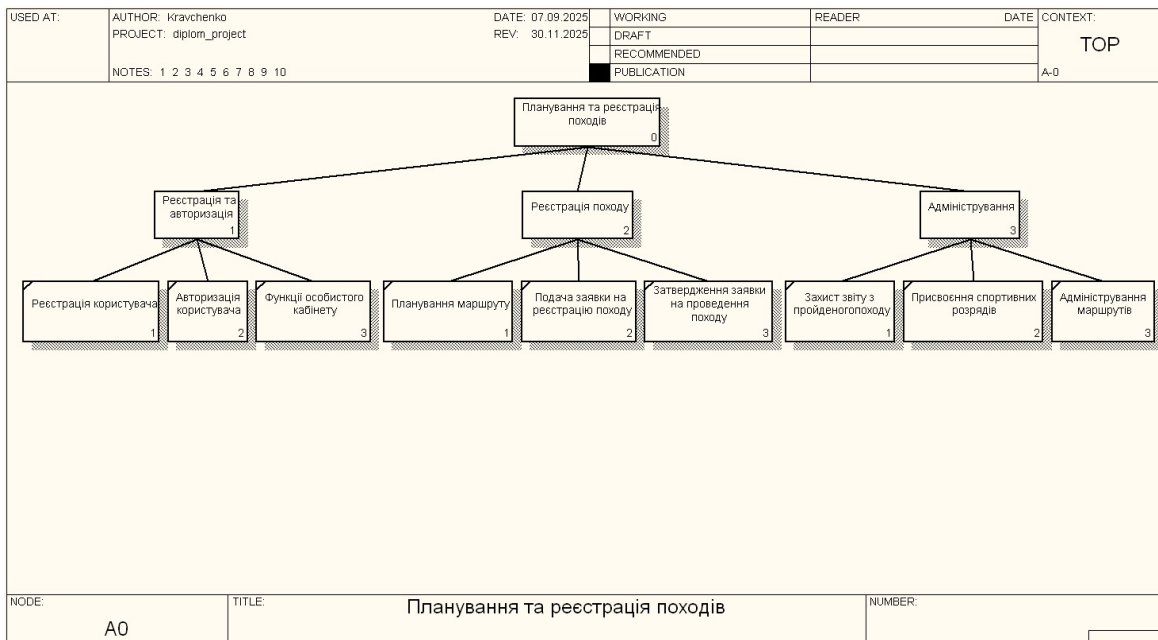 USED AT:
AUTHOR: Kravchenko
DATE: 07.09.2025
WORKING
READER
DATE
CONTEXT:
PROJECT: diplom_project
REV: 30.11.2025
DRAFT
TOP
RECOMMENDED
NOTES: 1 2 3 4 5 6 7 8 9 10
PUBLICATION
A-0
Планування та реєстрація
походів
0
Реєстрація та
авторизація
1
Реєстрація походу
2
Адміністрування
3
Реєстрація користувача
1
Авторизація
користувача
2
Функції особистого
кабінету
3
Планування маршруту
1
Подача заявки на
реєстрацію походу
2
Затвердження заявки
на проведення
походу
3
Захист звіту з
пройденогопоходу
1
Присвоєння спортивних
розрядів
2
Адміністрування
маршрутів
3
NODE:
A0
TITLE:
Планування та реєстрація походів
NUMBER: